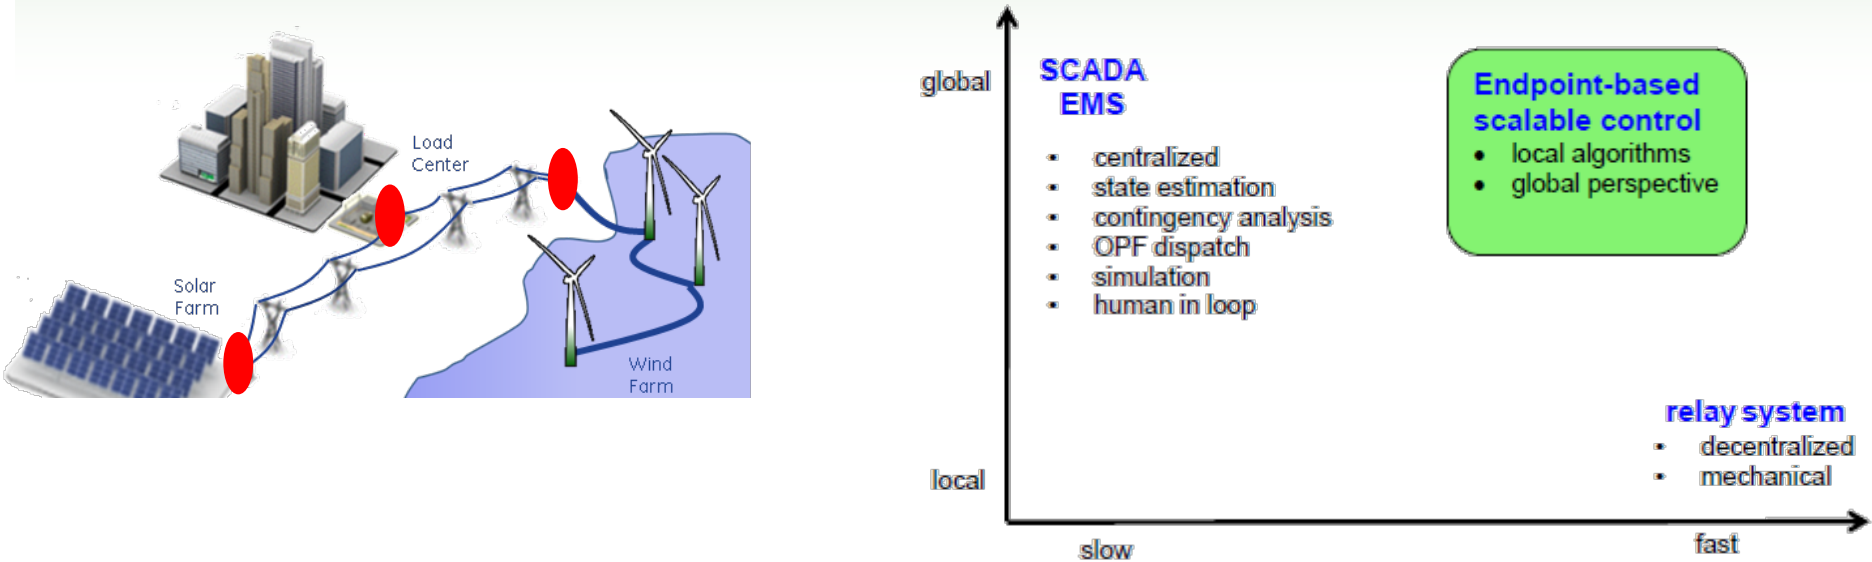 Load
Center
Solar
Farm
Wind
Farm
global
local
slow
fast
SCADA
EMS
▪ centralized
▪ state estimation
▪ contingency analysis
▪ OPF dispatch
▪ simulation
▪ human in loop
Endpoint-based
scalable control
• local algorithms
• global perspective
relay system
▪ decentralized
▪ mechanical